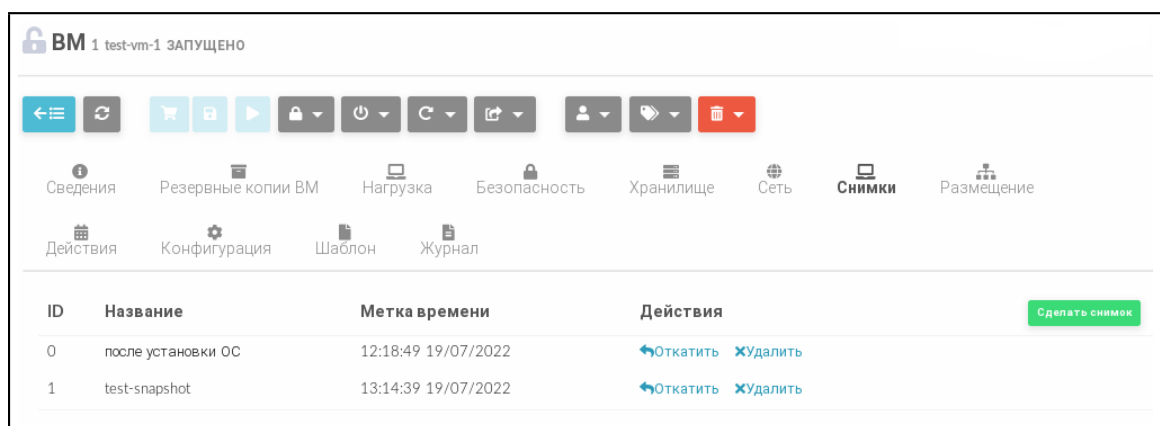 ВМ 1 test-vm-1 ЗАПУЩЕНО
Сведения Резервные копии ВМ Нагрузка Безопасность Хранилище Сеть Снимки Размещение
Действия Конфигурация Шаблон Журнал
ID Название Метка времени Действия Сделать снимок
0 после установки ОС 12:18:49 19/07/2022 Откатить Удалить
1 test-snapshot 13:14:39 19/07/2022 Откатить Удалить